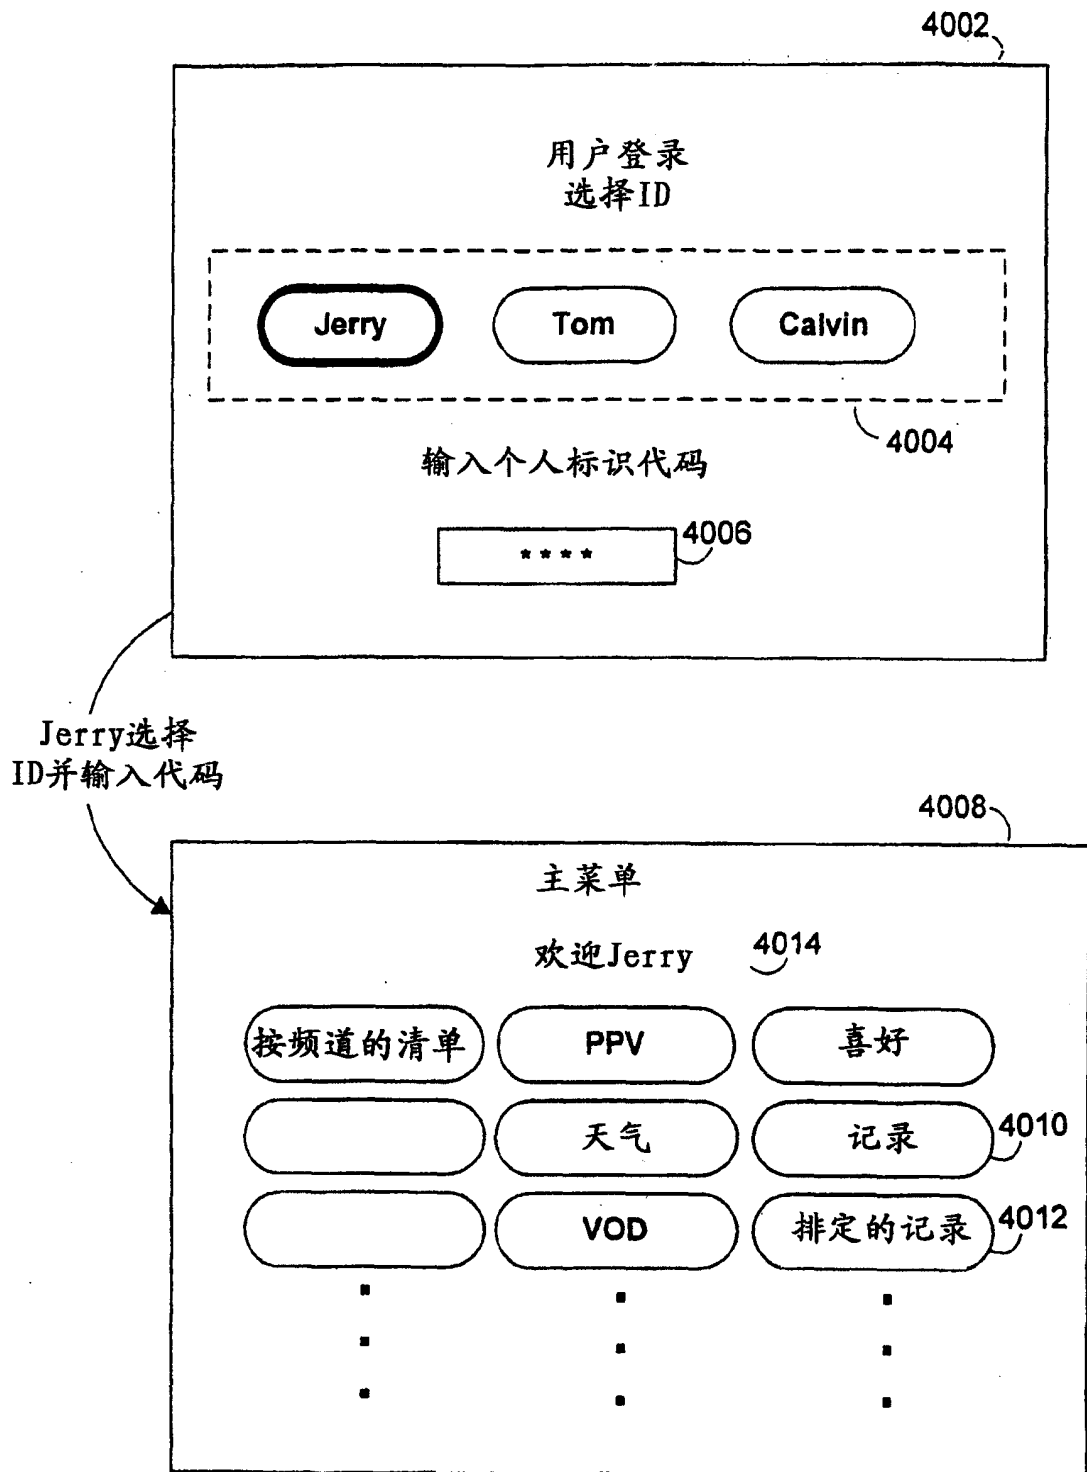 4002
用户登录
选择ID
Jerry Tom Calvin
4004
输入个人标识代码
4006
****
Jerry选择
ID并输入代码
4008
主菜单
欢迎Jerry 4014
按频道的清单 PPV 喜好
天气 记录 4010
VOD 排定的记录 4012